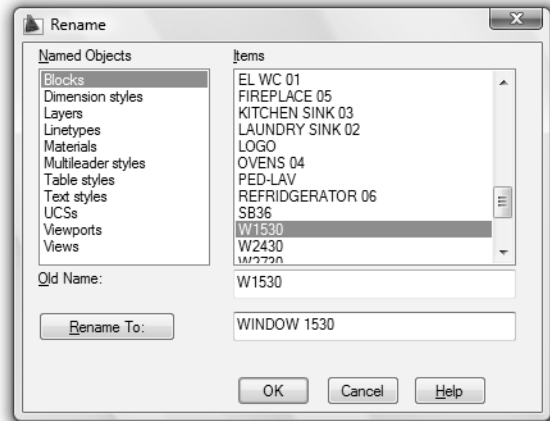 Rename
Named Objects
Blocks
Dimension styles
Layers
Linetypes
Materials
Multileader styles
Table styles
Text styles
UCSs
Viewports
Views
Items
EL WC 01
FIREPLACE 05
KITCHEN SINK 03
LAUNDRY SINK 02
LOGO
OVENS 04
PED-LAV
REFRIDGERATOR 06
SB36
W1530
W2430
W2730
Old Name:
W1530
Rename To:
WINDOW 1530
OK
Cancel
Help